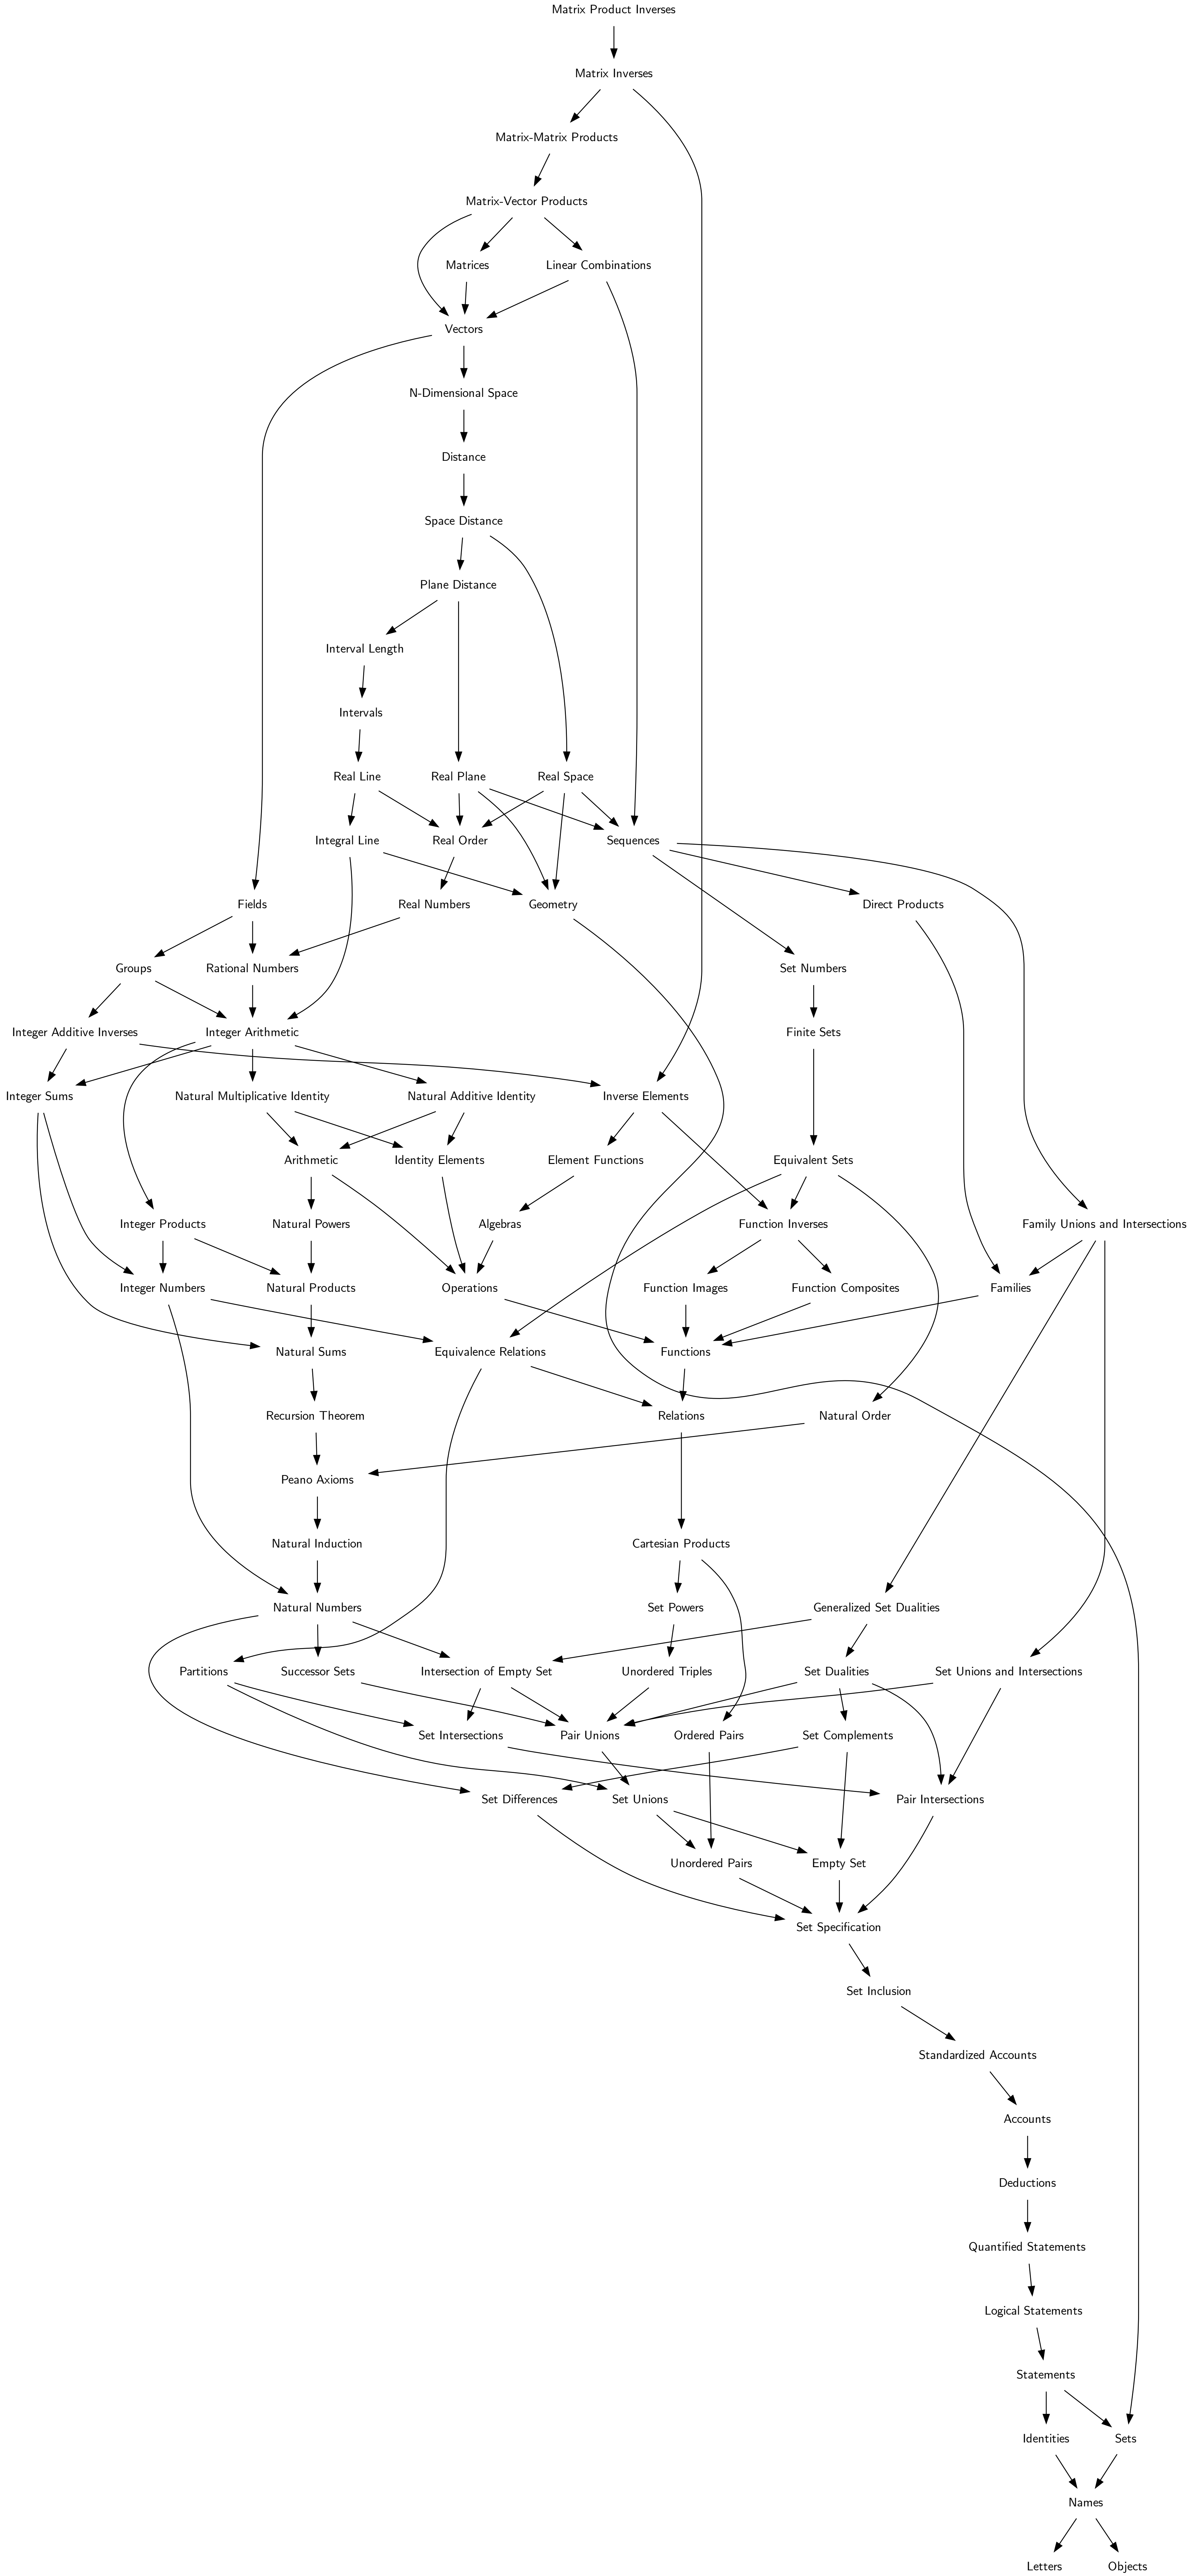 Matrix Product Inverses
Matrix Inverses
Matrix-Matrix Products
Matrix-Vector Products
Matrices
Linear Combinations
Vectors
N-Dimensional Space
Distance
Space Distance
Plane Distance
Interval Length
Intervals
Real Line
Real Plane
Real Space
Integral Line
Real Order
Sequences
Fields
Real Numbers
Geometry
Direct Products
Groups
Rational Numbers
Set Numbers
Integer Additive Inverses
Integer Arithmetic
Finite Sets
Integer Sums
Natural Multiplicative Identity
Natural Additive Identity
Inverse Elements
Arithmetic
Identity Elements
Element Functions
Equivalent Sets
Integer Products
Natural Powers
Algebras
Function Inverses
Family Unions and Intersections
Integer Numbers
Natural Products
Operations
Function Images
Function Composites
Families
Natural Sums
Equivalence Relations
Functions
Recursion Theorem
Relations
Natural Order
Peano Axioms
Natural Induction
Cartesian Products
Natural Numbers
Set Powers
Generalized Set Dualities
Partitions
Successor Sets
Intersection of Empty Set
Unordered Triples
Set Dualities
Set Unions and Intersections
Set Intersections
Pair Unions
Ordered Pairs
Set Complements
Set Differences
Set Unions
Pair Intersections
Unordered Pairs
Empty Set
Set Specification
Set Inclusion
Standardized Accounts
Accounts
Deductions
Quantified Statements
Logical Statements
Statements
Identities
Sets
Names
Letters
Objects